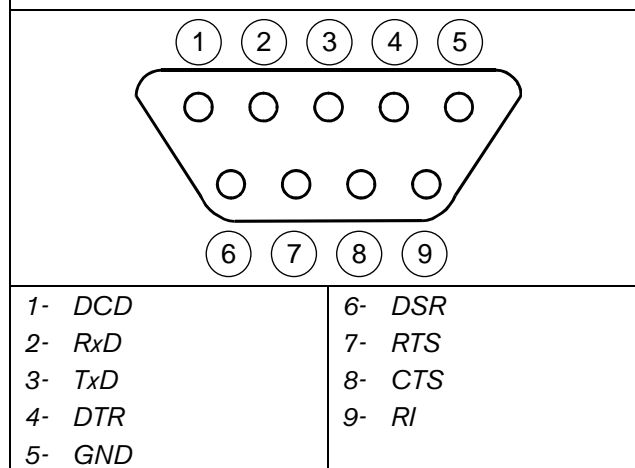 1 2 3 4 5
6 7 8 9
1- DCD
2- RxD
3- TxD
4- DTR
5- GND
6- DSR
7- RTS
8- CTS
9- RI